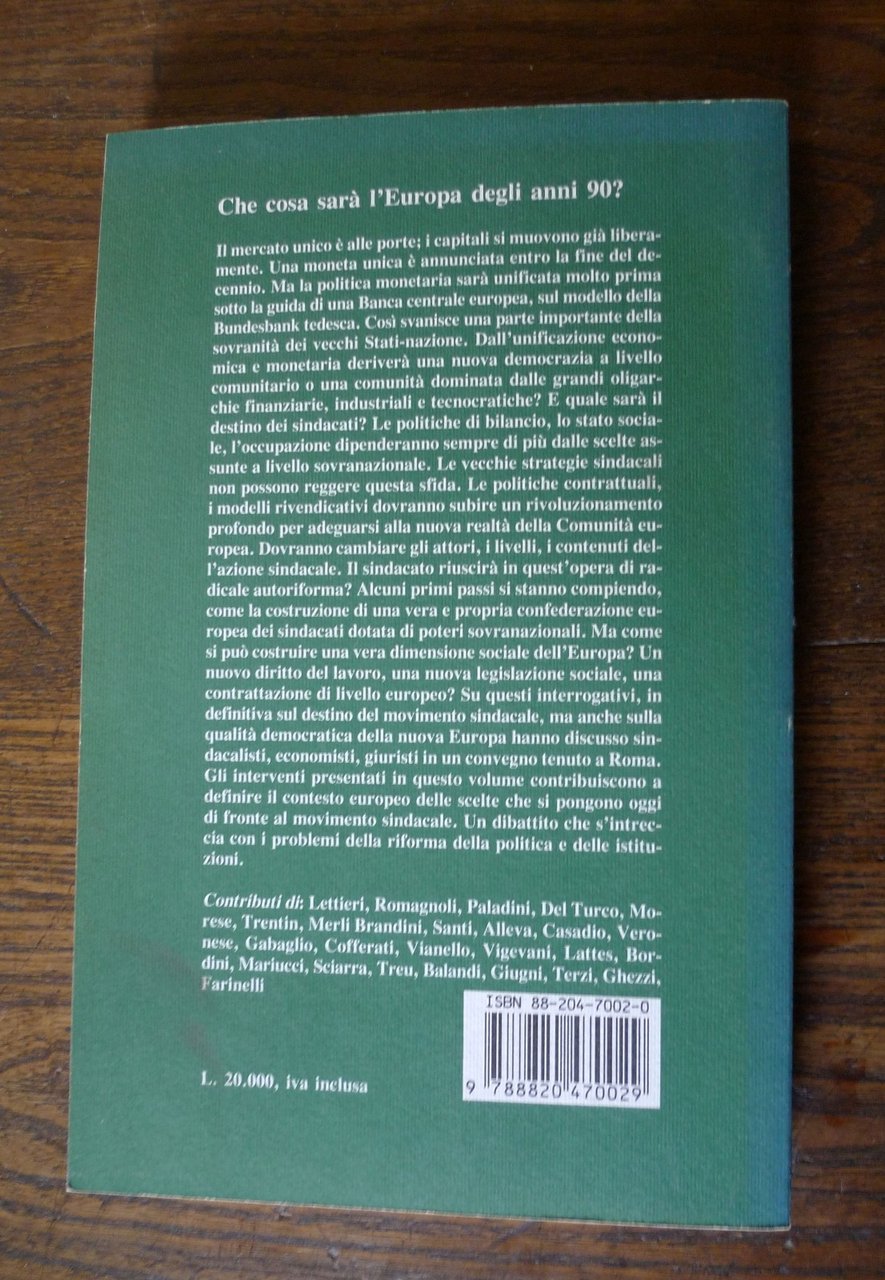 Che cosa sarà l'Europa degli anni 90?
Il mercato unico è alle porte; i capitali si muovono già libera-
mente. Una moneta unica è annunciata entro la fine del de-
cennio. Ma la politica monetaria sarà unificata molto prima
sotto la guida di una Banca centrale europea, sul modello della
Bundesbank tedesca. Così svanisce una parte importante della
sovranità dei vecchi Stati-nazione. Dall'unificazione econo-
mica e monetaria deriverà una nuova democrazia a livello
comunitario o una comunità dominata dalle grandi oligar-
chie finanziarie, industriali e tecnocratiche? E quale sarà il
destino dei sindacati? Le politiche di bilancio, lo stato socia-
le, l'occupazione dipenderanno sempre di più dalle scelte as-
sunte a livello sovranazionale. Le vecchie strategie sindacali
non possono reggere questa sfida. Le politiche contrattuali,
i modelli rivendicativi dovranno subire un rivoluzionamento
profondo per adeguarsi alla nuova realtà della Comunità eu-
ropea. Dovranno cambiare gli attori, i livelli, i contenuti del-
l'azione sindacale. Il sindacato riuscirà in quest'opera di ra-
dicale autoriforma? Alcuni primi passi si stanno compiendo,
come la costruzione di una vera e propria confederazione eu-
ropea dei sindacati dotata di poteri sovranazionali. Ma come
si può costruire una vera dimensione sociale dell'Europa? Un
nuovo diritto del lavoro, una nuova legislazione sociale, una
contrattazione di livello europeo? Su questi interrogativi, in
definitiva sul destino del movimento sindacale, ma anche sulla
qualità democratica della nuova Europa hanno discusso sin-
dacalisti, economisti, giuristi in un convegno tenuto a Roma.
Gli interventi presentati in questo volume contribuiscono a
definire il contesto europeo delle scelte che si pongono oggi
di fronte al movimento sindacale. Un dibattito che s'intrec-
cia con i problemi della riforma della politica e delle istitu-
zioni.
Contributi di: Lettieri, Romagnoli, Paladini, Del Turco, Mo-
rese, Trentin, Merli Brandini, Santi, Alleva, Casadio, Vero-
nese, Gabaglio, Cofferati, Vianello, Vigevani, Lattes, Bor-
dini, Mariucci, Sciarra, Treu, Balandi, Giugni, Terzi, Ghezzi,
Farinelli
ISBN 88-204-7002-0
9 788820 470029
L. 20.000, iva inclusa